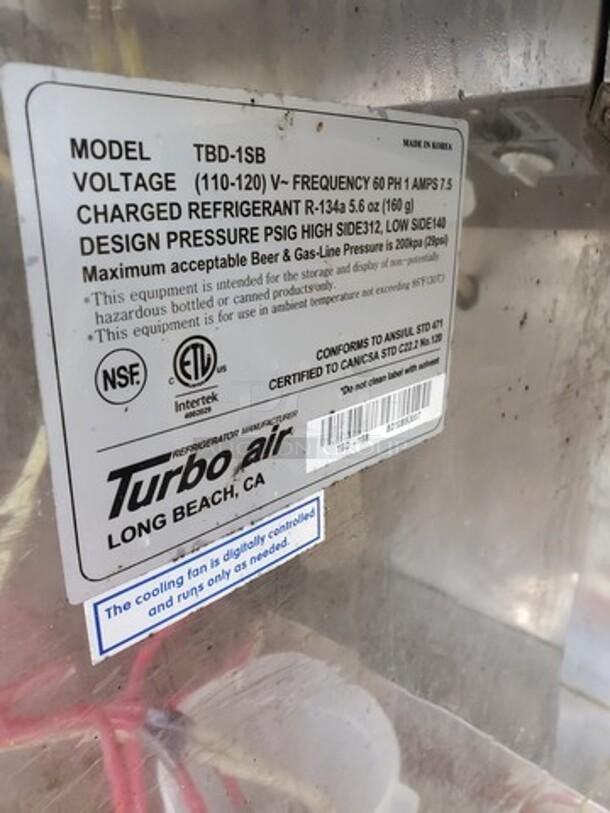 MADE IN KOREA
MODEL TBD-1SB
VOLTAGE (110-120) V~ FREQUENCY 60 PH 1 AMPS 7.5
CHARGED REFRIGERANT R-134a 5.6 oz (160 g)
DESIGN PRESSURE PSIG HIGH SIDE312, LOW SIDE140
Maximum acceptable Beer & Gas-Line Pressure is 200kpa (29psi)
*This equipment is intended for the storage and display of non-potentially
hazardous bottled or canned products only.
*This equipment is for use in ambient temperature not exceeding 86°F(30℃)
NSF.
C ETL US
Intertek
CONFORMS TO ANSI/UL STD 471
CERTIFIED TO CAN/CSA STD C22.2 No.120
*Do not clean label with solvent
REFRIGERATOR MANUFACTURER
Turbo air
LONG BEACH, CA
The cooling fan is digitally controlled
and runs only as needed.